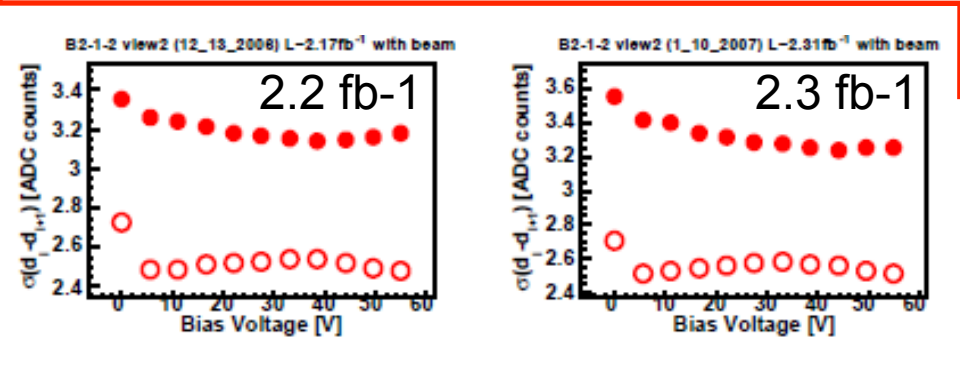 B2-1-2 view2 (12_13_2006) L~2.17fb⁻¹ with beam
2.2 fb-1
σ(dᵢ-dᵢ₊₁) [ADC counts]
3.4
3.2
3
2.8
2.6
2.4
0 10 20 30 40 50 60
Bias Voltage [V]
B2-1-2 view2 (1_10_2007) L~2.31fb⁻¹ with beam
2.3 fb-1
σ(dᵢ-dᵢ₊₁) [ADC counts]
3.6
3.4
3.2
3
2.8
2.6
2.4
0 10 20 30 40 50 60
Bias Voltage [V]